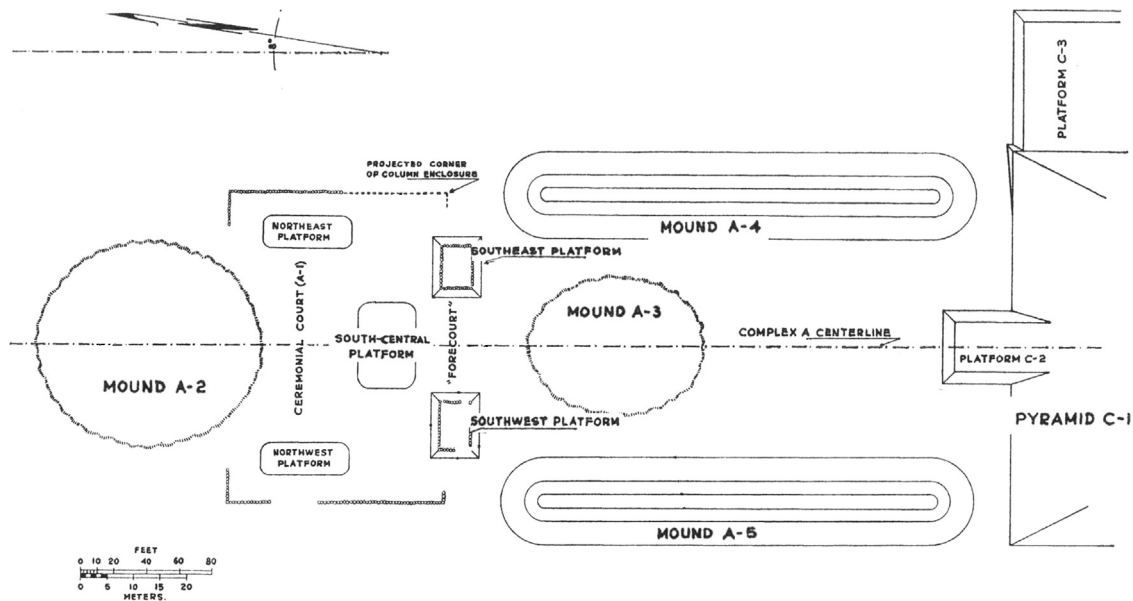 8°
PLATFORM C-3
PROJECTED CORNER
OF COLUMN ENCLOSURE
NORTHEAST
PLATFORM
MOUND A-4
SOUTHEAST PLATFORM
CEREMONIAL COURT (A-1)
MOUND A-3
SOUTH-CENTRAL
PLATFORM
"FORECOURT"
COMPLEX A CENTERLINE
PLATFORM C-2
MOUND A-2
SOUTHWEST PLATFORM
PYRAMID C-1
NORTHWEST
PLATFORM
MOUND A-5
FEET
0 10 20 40 60 80
0 5 10 15 20
METERS.